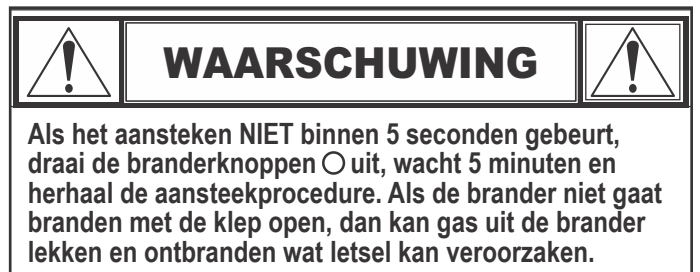 WAARSCHUWING
Als het aansteken NIET binnen 5 seconden gebeurt,
draai de branderknoppen ○ uit, wacht 5 minuten en
herhaal de aansteekprocedure. Als de brander niet gaat
branden met de klep open, dan kan gas uit de brander
lekken en ontbranden wat letsel kan veroorzaken.